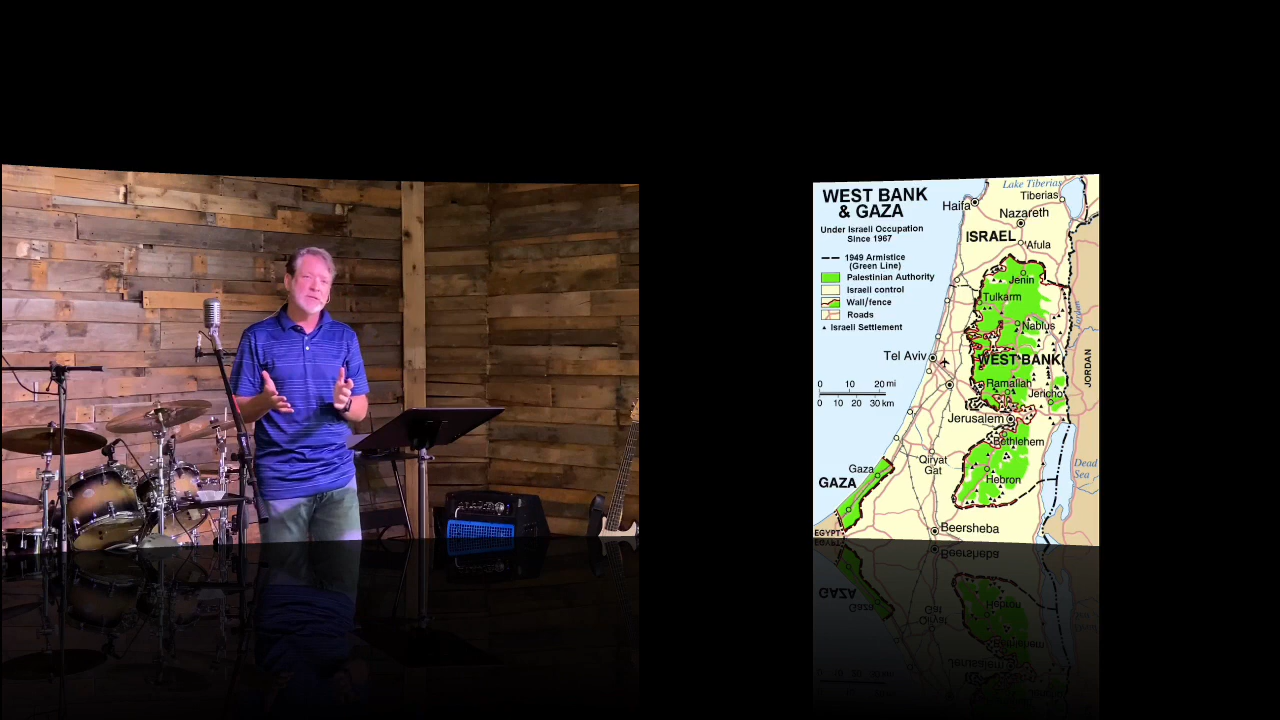 WEST BANK
& GAZA
Under Israeli Occupation
Since 1967
1949 Armistice
(Green Line)
Palestinian Authority
Israeli control
Wall/fence
Roads
Israeli Settlement
Lake Tiberias
Tiberias
Haifa
Nazareth
ISRAEL
'Afula
Jenin
Tulkarm
Nablus
Tel Aviv
WEST BANK
JORDAN
0 10 20 mi
0 10 20 30 km
Ramallah
Jericho
Jerusalem
Bethlehem
Qiryat
Gat
Gaza
GAZA
Hebron
Dead
Sea
Beersheba
EGYPT